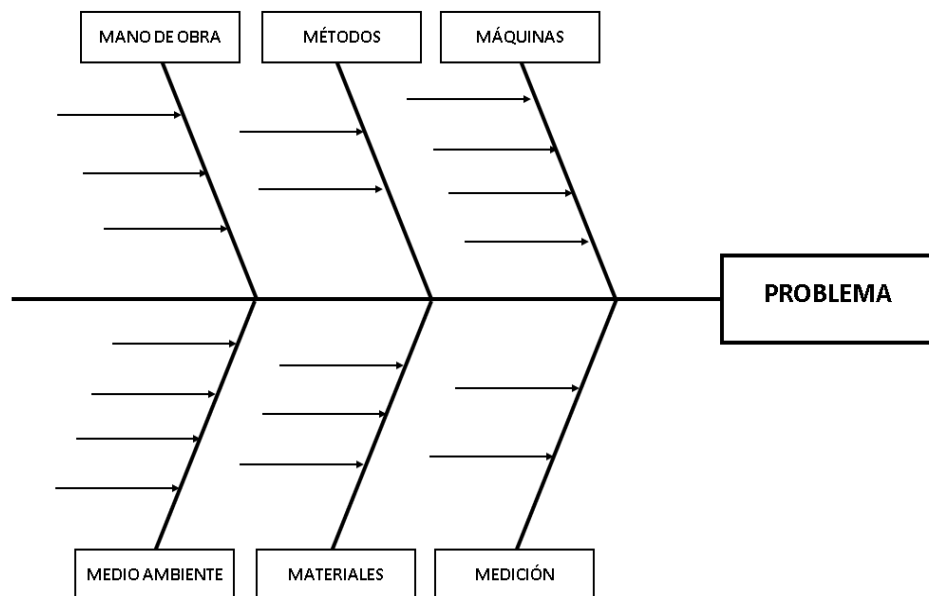 MANO DE OBRA
MÉTODOS
MÁQUINAS
PROBLEMA
MEDIO AMBIENTE
MATERIALES
MEDICIÓN